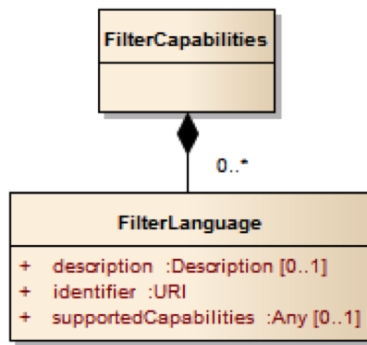 FilterCapabilities
0..*
FilterLanguage
+ description :Description [0..1]
+ identifier :URI
+ supportedCapabilities :Any [0..1]